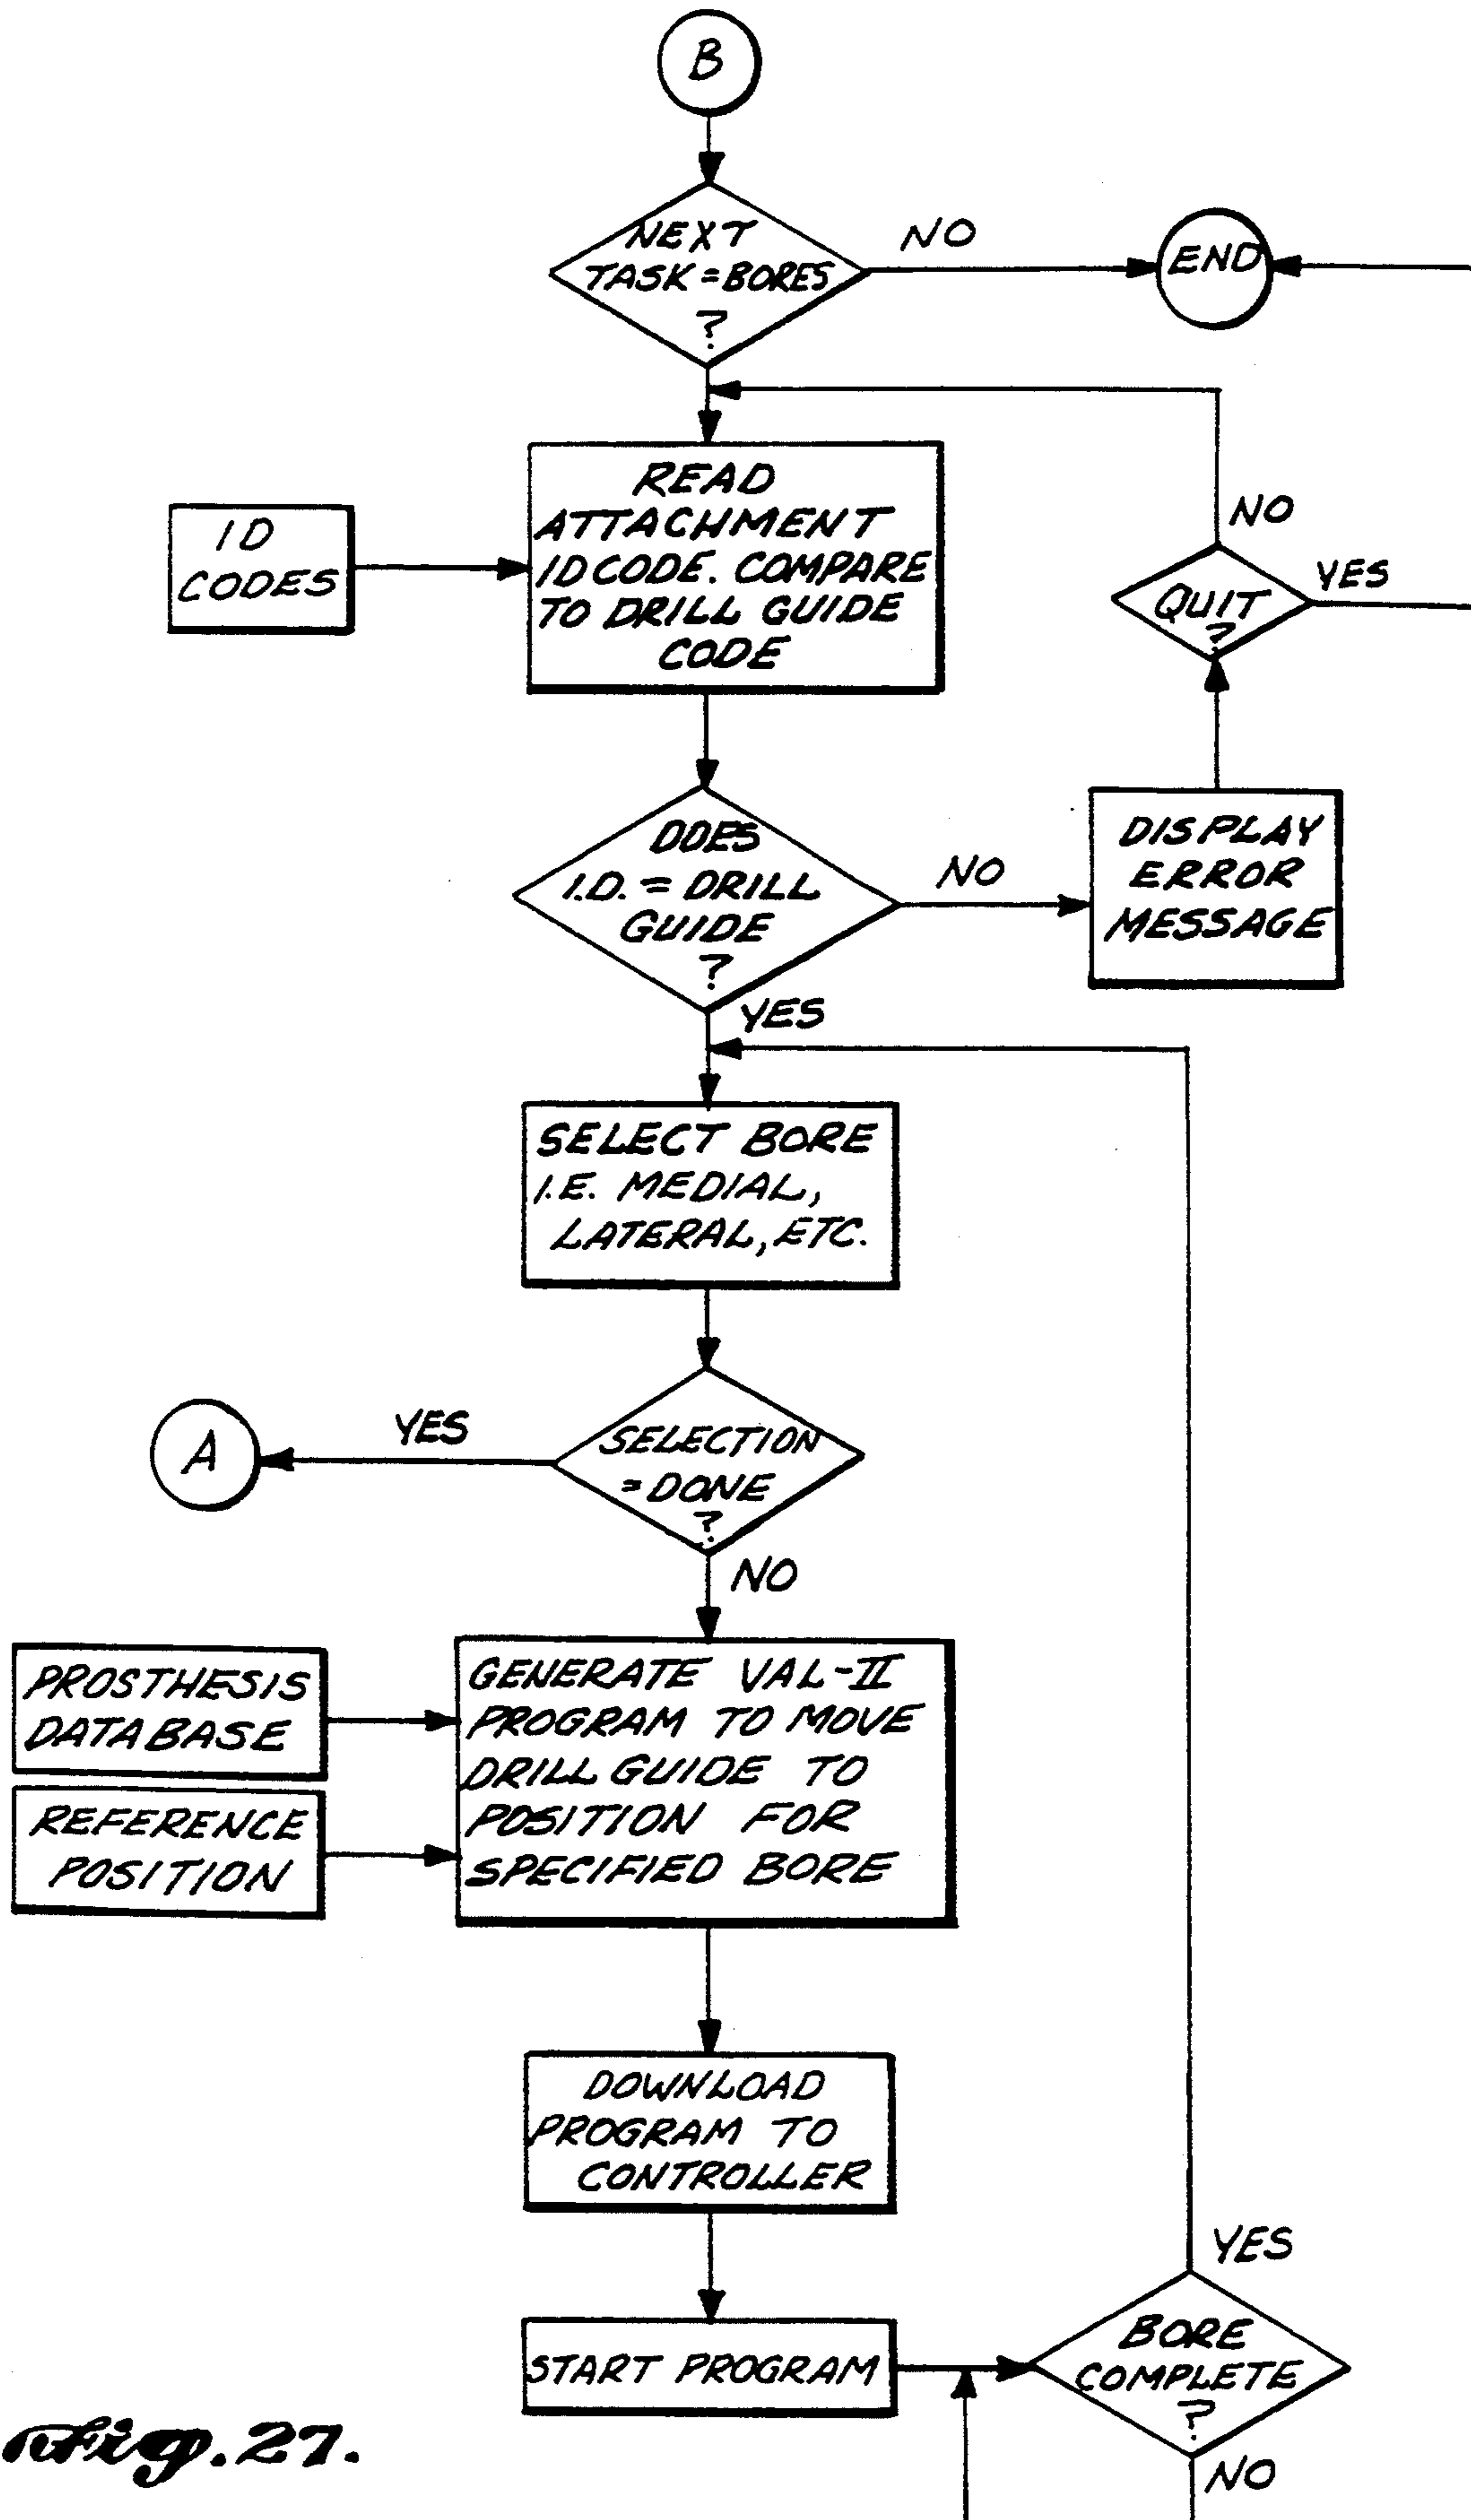 B
NEXT
TASK = BORES
?
NO
END
READ
ATTACHMENT
ID CODE. COMPARE
TO DRILL GUIDE
CODE
ID
CODES
NO
QUIT
?
YES
DOES
I.D. = DRILL
GUIDE
?
NO
DISPLAY
ERROR
MESSAGE
YES
SELECT BORE
I.E. MEDIAL,
LATERAL, ETC.
A
YES
SELECTION
= DONE
?
NO
PROSTHESIS
DATABASE
REFERENCE
POSITION
GENERATE VAL-II
PROGRAM TO MOVE
DRILL GUIDE TO
POSITION FOR
SPECIFIED BORE
DOWNLOAD
PROGRAM TO
CONTROLLER
YES
START PROGRAM
BORE
COMPLETE
?
NO
Fig. 27.